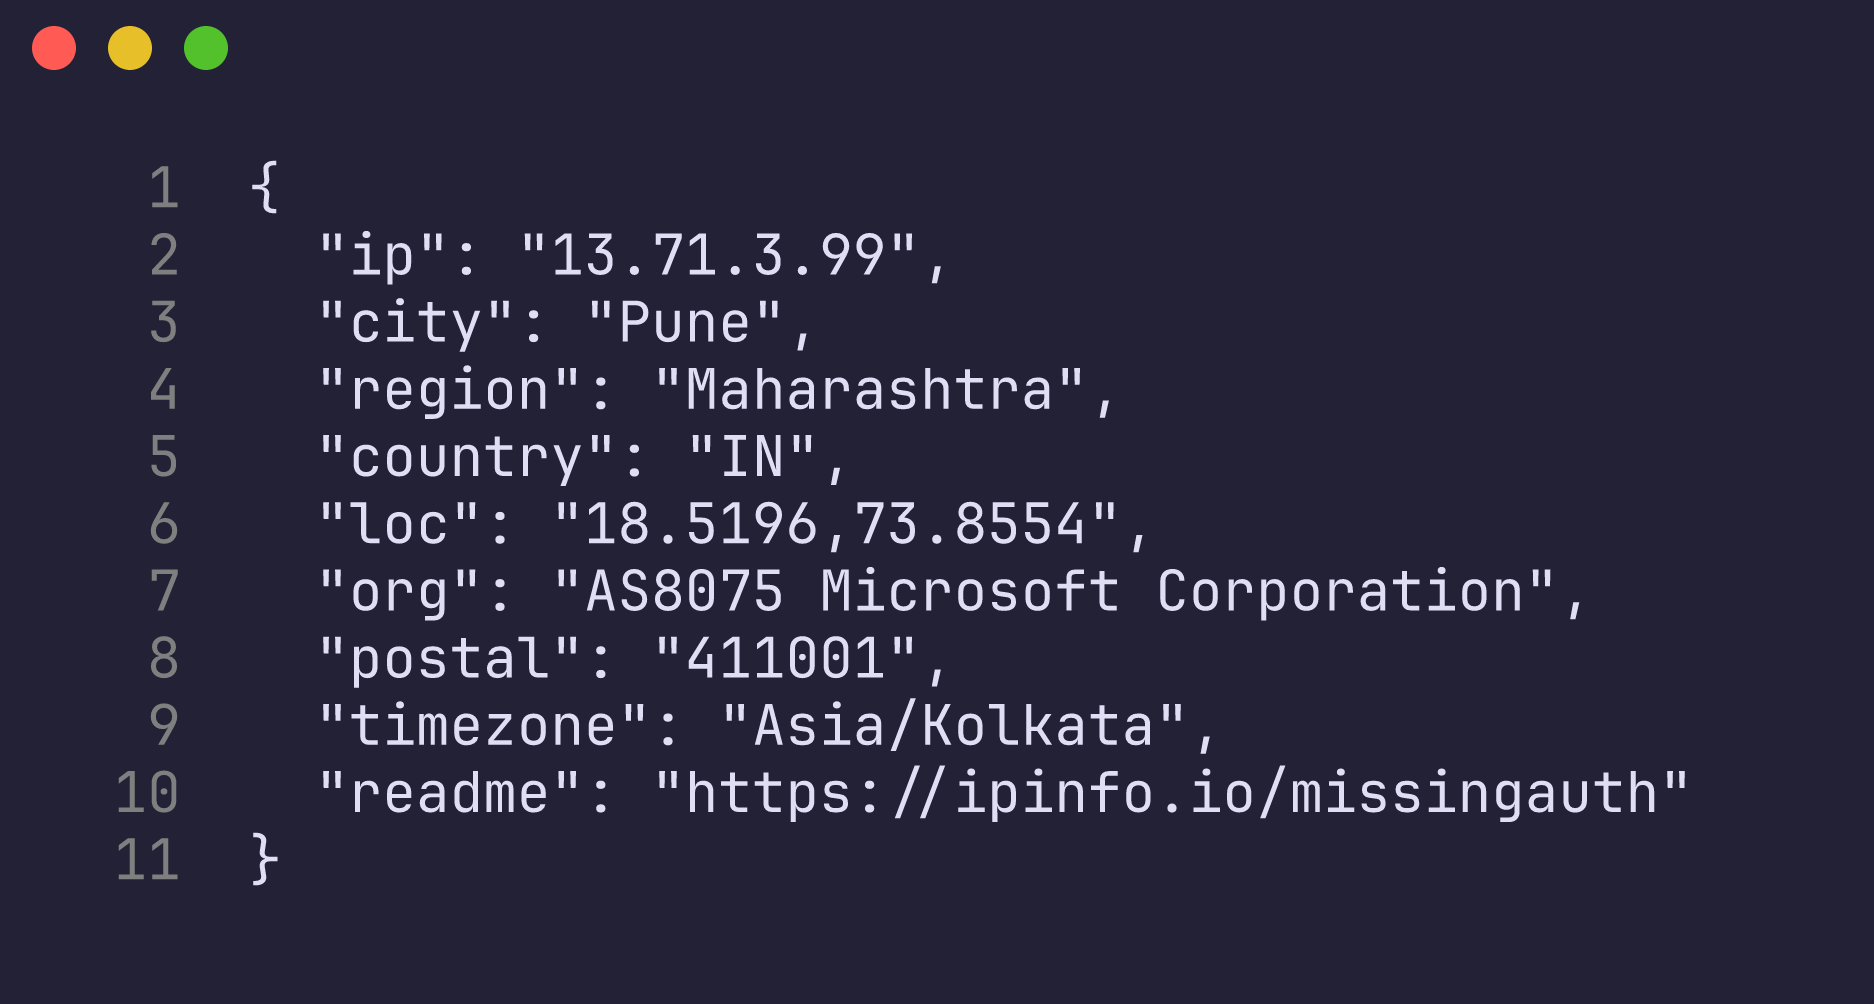 1 {
2   "ip": "13.71.3.99",
3   "city": "Pune",
4   "region": "Maharashtra",
5   "country": "IN",
6   "loc": "18.5196,73.8554",
7   "org": "AS8075 Microsoft Corporation",
8   "postal": "411001",
9   "timezone": "Asia/Kolkata",
10   "readme": "https://ipinfo.io/missingauth"
11 }